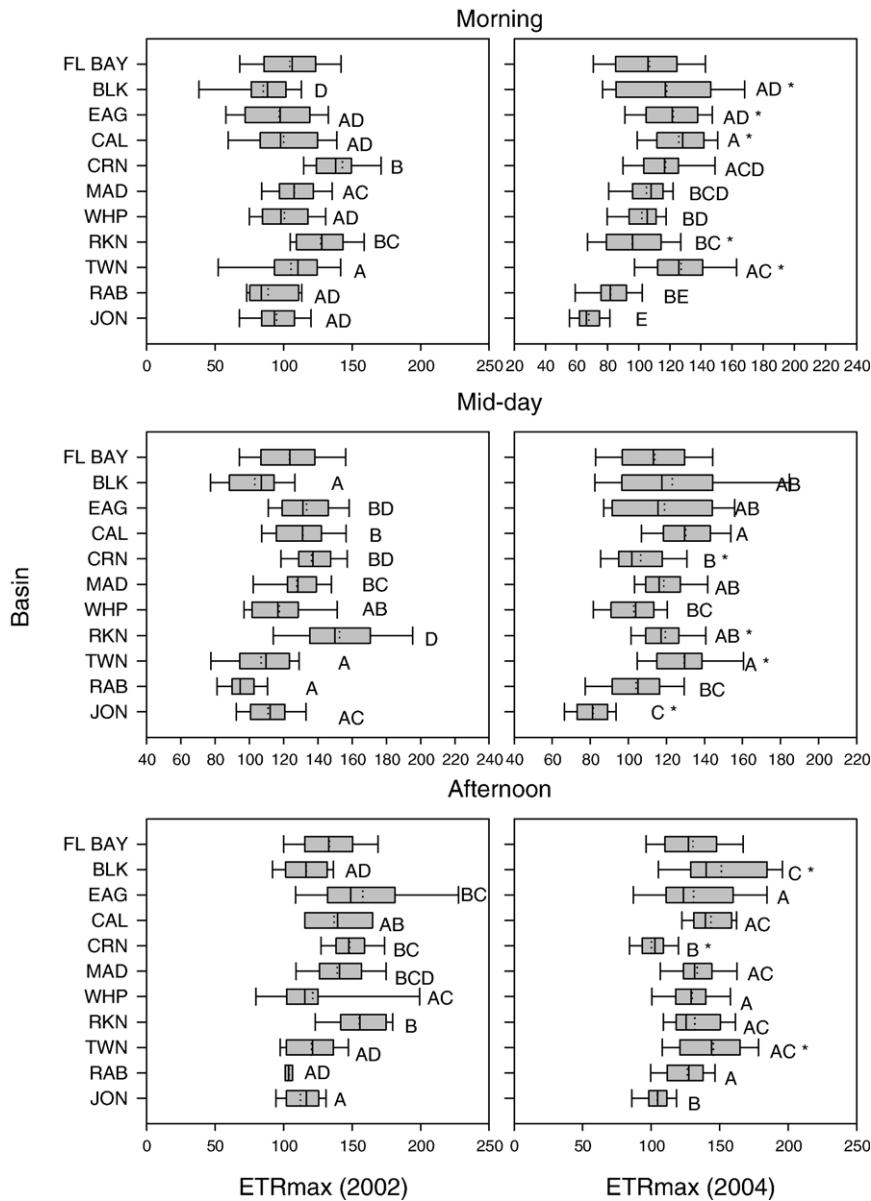 Morning
FL BAY
BLK D AD *
EAG AD AD *
CAL AD A *
CRN B ACD
MAD AC BCD
WHP AD BD
RKN BC BC *
TWN A AC *
RAB AD BE
JON AD E
0 50 100 150 200 250 20 40 60 80 100 120 140 160 180 200 220 240
Mid-day
FL BAY
BLK A AB
EAG BD AB
CAL B A
CRN BD B *
MAD BC AB
WHP AB BC
RKN D AB *
TWN A A *
RAB A BC
JON AC C *
40 60 80 100 120 140 160 180 200 220 240 40 60 80 100 120 140 160 180 200 220
Basin
Afternoon
FL BAY
BLK AD C *
EAG BC A
CAL AB AC
CRN BC B *
MAD BCD AC
WHP AC A
RKN B AC
TWN AD AC *
RAB AD A
JON A B
0 50 100 150 200 250 0 50 100 150 200 250
ETRmax (2002) ETRmax (2004)